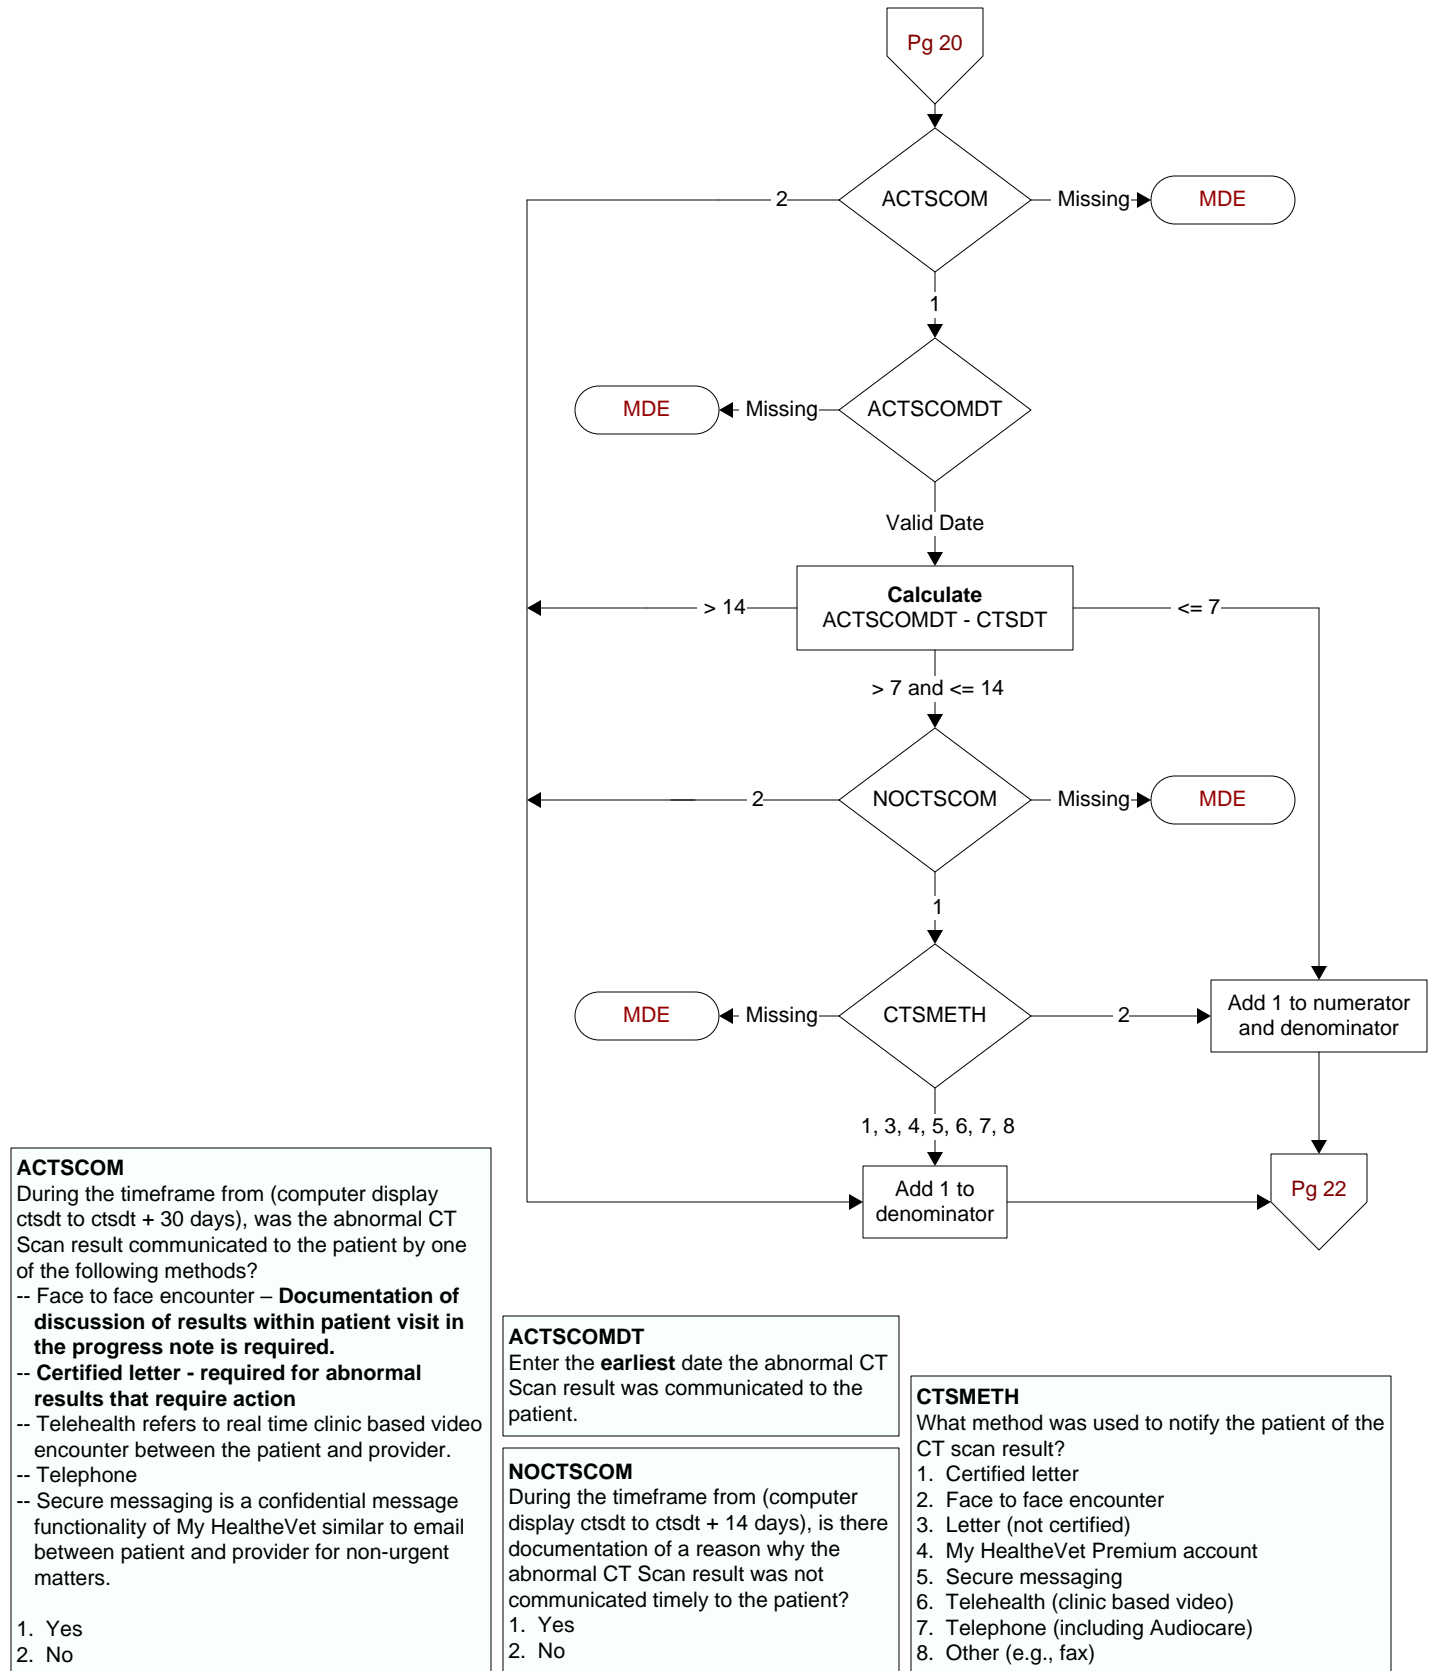 Pg 20
2
ACTSCOM
Missing
MDE
1
MDE
Missing
ACTSCOMDT
Valid Date
> 14
Calculate
ACTSCOMDT - CTSDT
<= 7
> 7 and <= 14
2
NOCTSCOM
Missing
MDE
1
MDE
Missing
CTSMETH
2
Add 1 to numerator
and denominator
1, 3, 4, 5, 6, 7, 8
Add 1 to
denominator
Pg 22
ACTSCOM
During the timeframe from (computer display
ctsdt to ctsdt + 30 days), was the abnormal CT
Scan result communicated to the patient by one
of the following methods?
-- Face to face encounter – Documentation of
discussion of results within patient visit in
the progress note is required.
-- Certified letter - required for abnormal
results that require action
-- Telehealth refers to real time clinic based video
encounter between the patient and provider.
-- Telephone
-- Secure messaging is a confidential message
functionality of My HealtheVet similar to email
between patient and provider for non-urgent
matters.
1. Yes
2. No
ACTSCOMDT
Enter the earliest date the abnormal CT
Scan result was communicated to the
patient.
NOCTSCOM
During the timeframe from (computer
display ctsdt to ctsdt + 14 days), is there
documentation of a reason why the
abnormal CT Scan result was not
communicated timely to the patient?
1. Yes
2. No
CTSMETH
What method was used to notify the patient of the
CT scan result?
1. Certified letter
2. Face to face encounter
3. Letter (not certified)
4. My HealtheVet Premium account
5. Secure messaging
6. Telehealth (clinic based video)
7. Telephone (including Audiocare)
8. Other (e.g., fax)